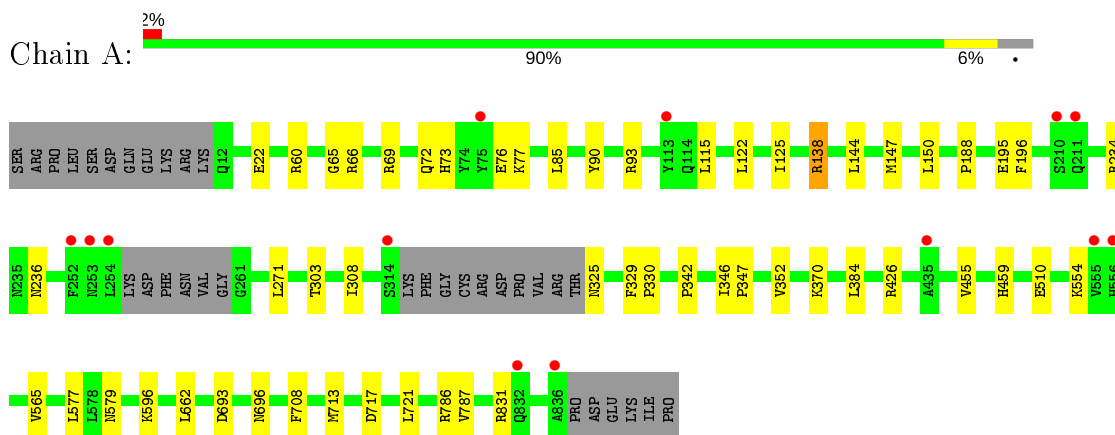 2%
Chain A:
90% 6% •
SER ARG PRO LEU SER ASP GLN GLU LYS ARG LYS Q12 E22 R60 G65 R66 R69 Q72 H73 Y74 Y75 E76 K77 L85 Y90 R93 Y113 Q114 L115 L122 I125 R138 L144 M147 L150 P188 E195 F196 S210 Q211
N235 N236 F252 N253 L254 LYS ASP PHE ASN VAL GLY G261 L271 T303 I308 S314 LYS PHE GLY CYS ARG ASP PRO VAL ARG THR N325 F329 P330 P342 I346 P347 V352 K370 L384 R426 A435 V455 H459 E510 K554 V555
V565 L577 L578 N579 K596 L662 D693 N696 F708 M713 D717 L721 R786 V787 R831 Q832 A836 PRO ASP GLU LYS ILE PRO